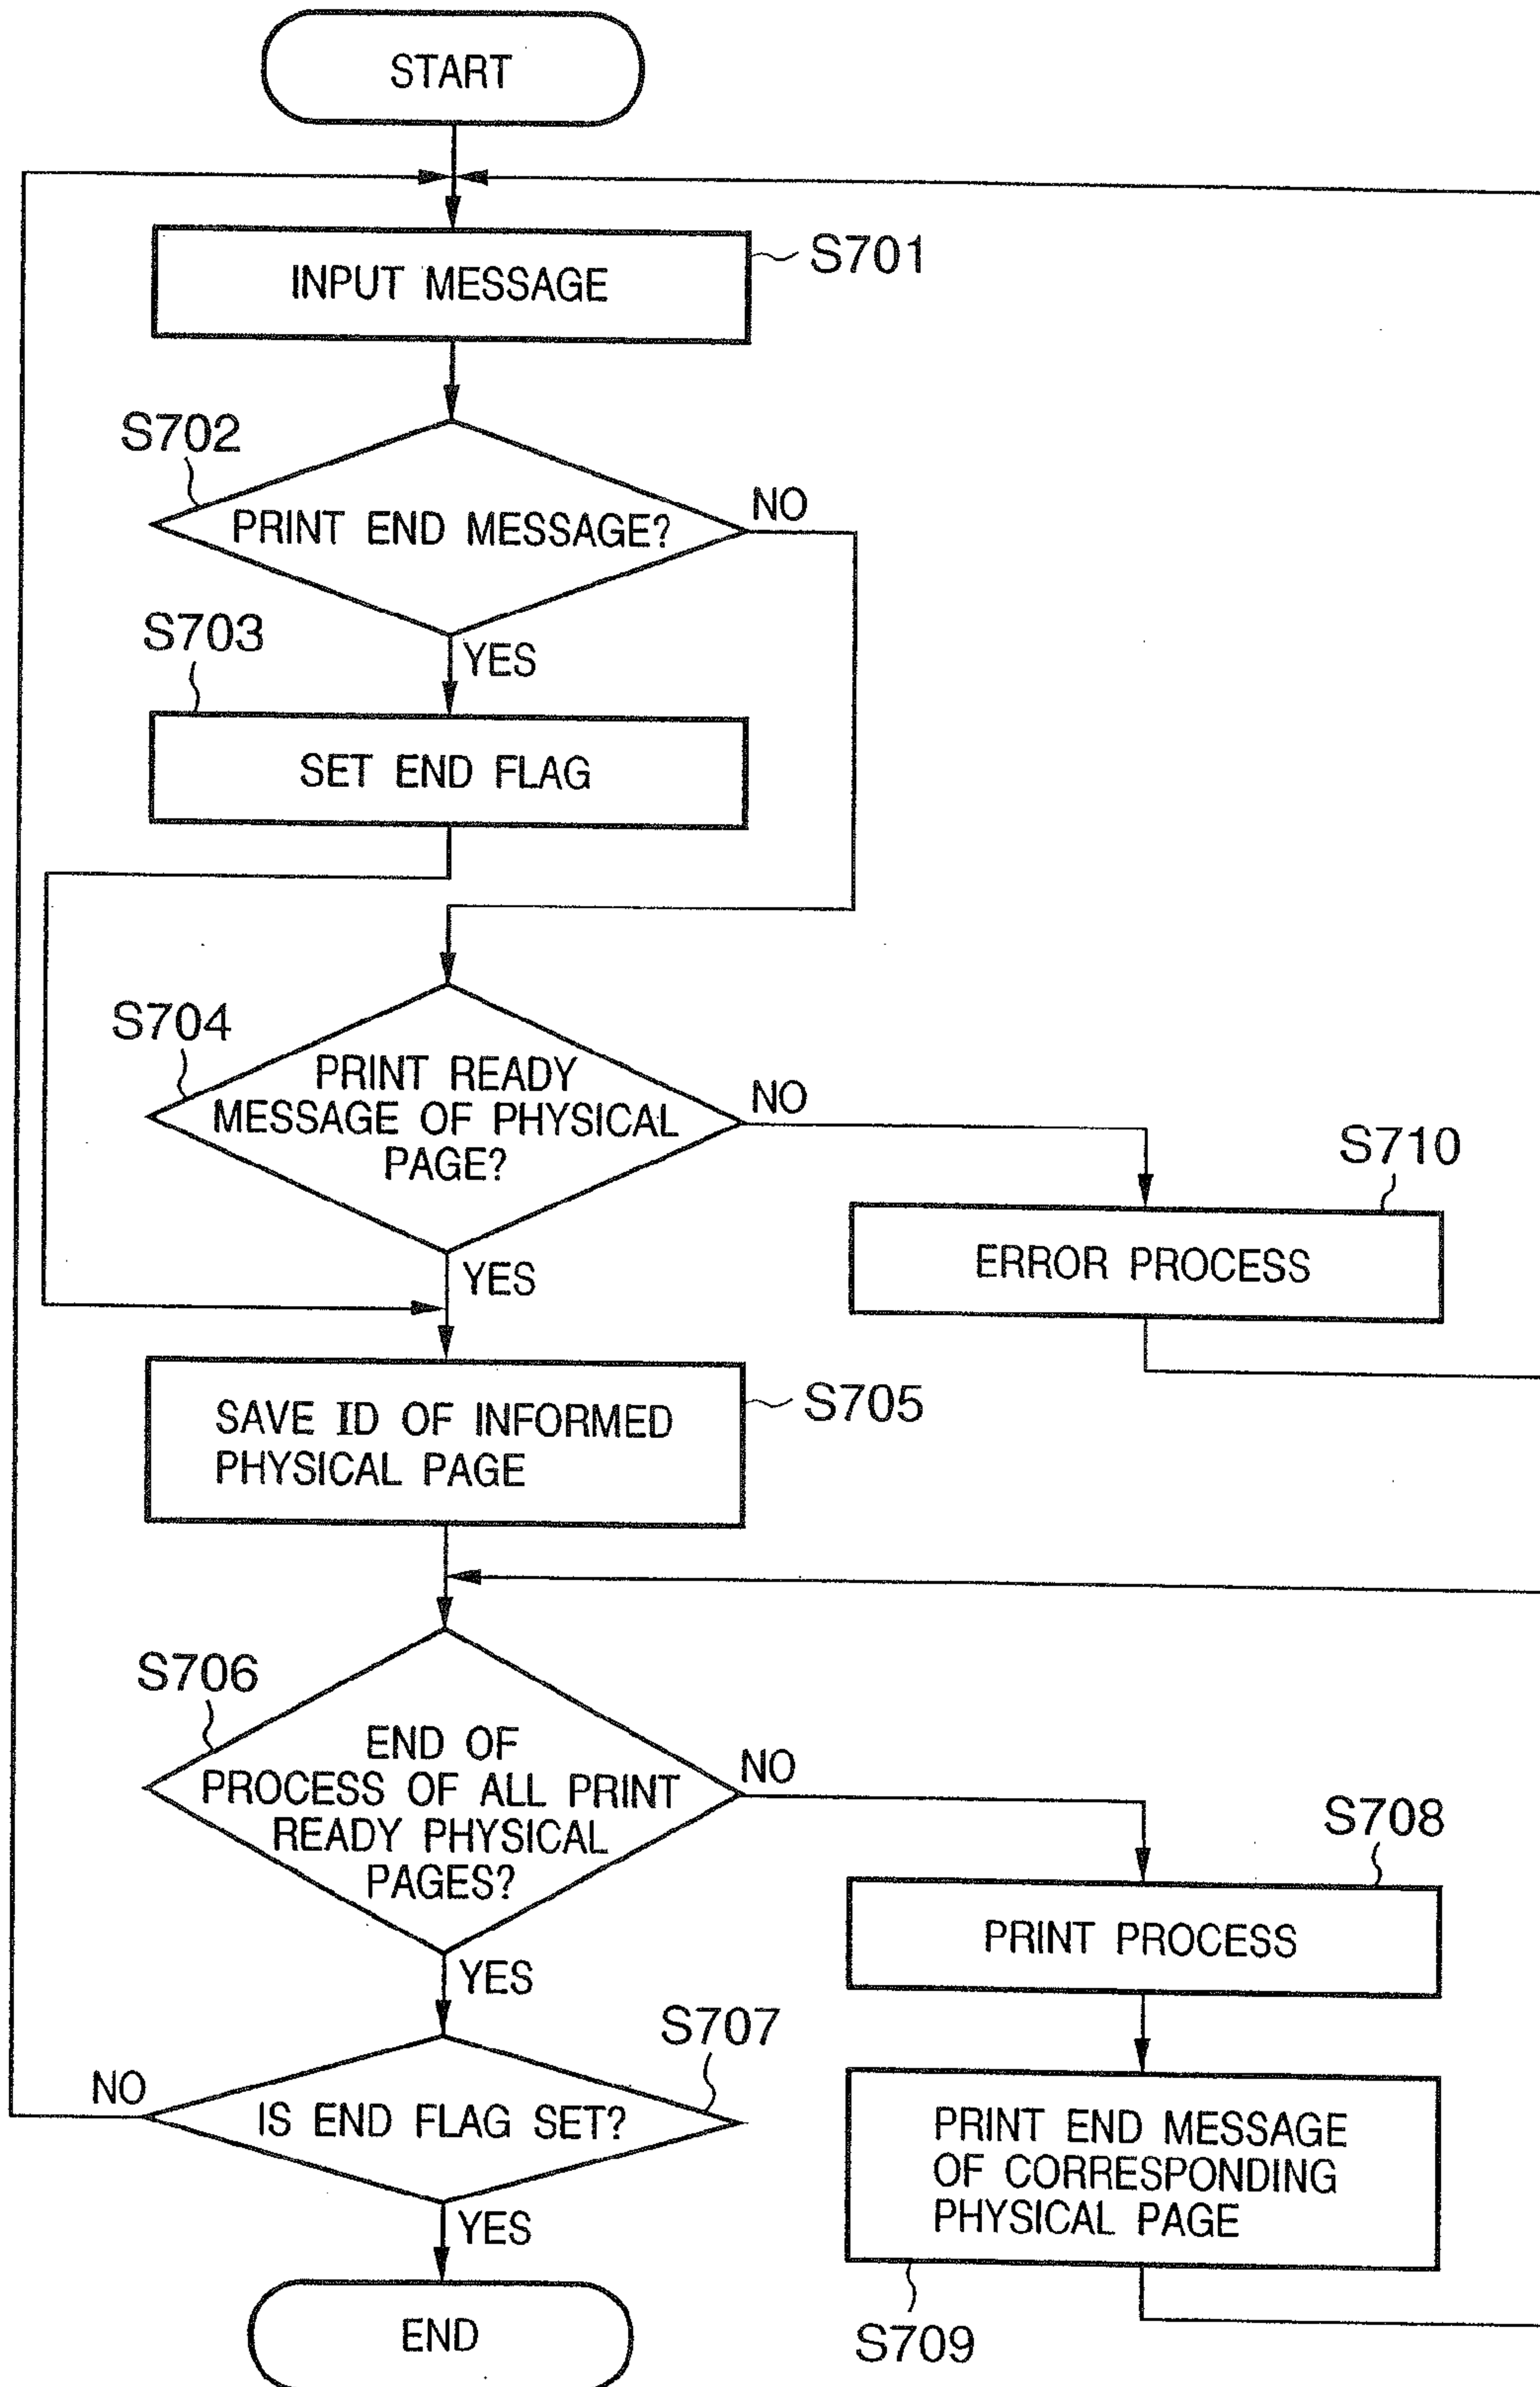 START
INPUT MESSAGE
S701
S702
PRINT END MESSAGE?
NO
YES
S703
SET END FLAG
S704
PRINT READY
MESSAGE OF PHYSICAL
PAGE?
NO
YES
S710
ERROR PROCESS
SAVE ID OF INFORMED
PHYSICAL PAGE
S705
S706
END OF
PROCESS OF ALL PRINT
READY PHYSICAL
PAGES?
NO
YES
S708
PRINT PROCESS
S707
IS END FLAG SET?
NO
YES
PRINT END MESSAGE
OF CORRESPONDING
PHYSICAL PAGE
S709
END